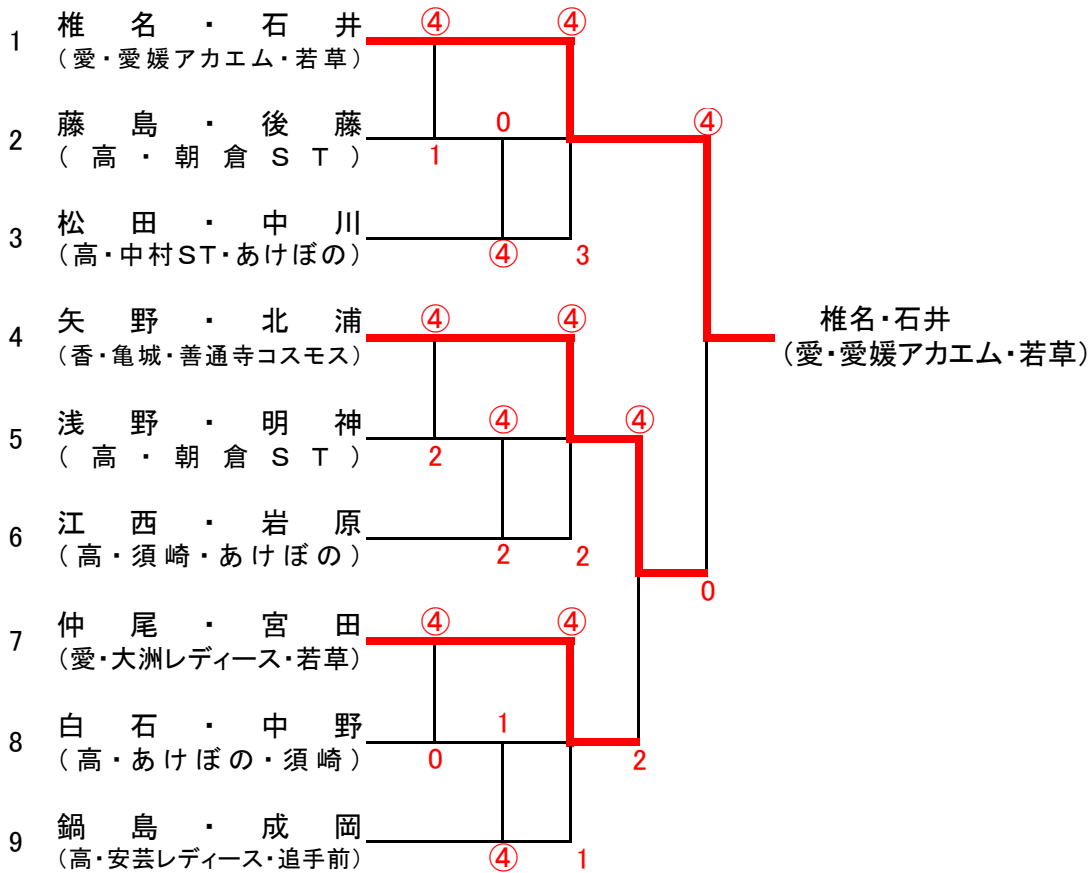 ④ ④
1 椎名・石井
(愛・愛媛アカエム・若草)
0 ④
2 藤島・後藤
(高・朝倉ST)
1
3 松田・中川
(高・中村ST・あけぼの)
④ 3
④ ④
4 矢野・北浦
(香・亀城・善通寺コスモス)
椎名・石井
(愛・愛媛アカエム・若草)
④ ④
5 浅野・明神
(高・朝倉ST)
2
6 江西・岩原
(高・須崎・あけぼの)
2 2
0
④ ④
7 仲尾・宮田
(愛・大洲レディース・若草)
1
8 白石・中野
(高・あけぼの・須崎)
0 2
9 鍋島・成岡
(高・安芸レディース・追手前)
④ 1